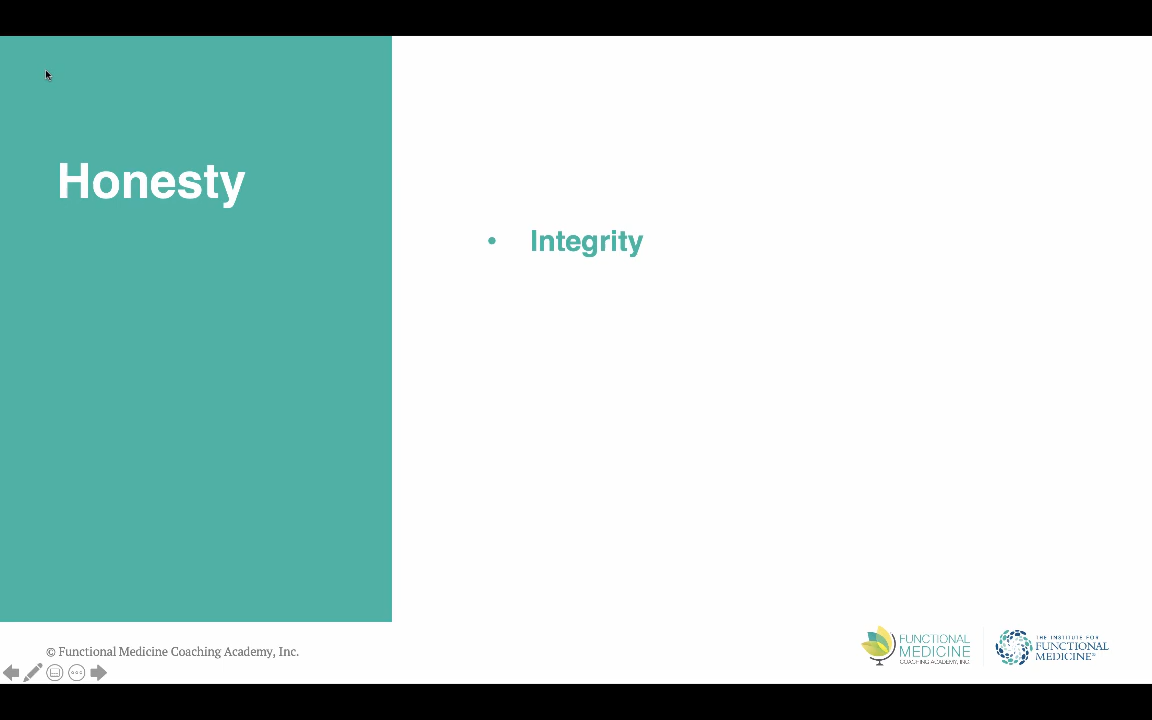 Honesty
• Integrity
© Functional Medicine Coaching Academy, Inc.
FUNCTIONAL
MEDICINE
COACHING ACADEMY, INC.
THE INSTITUTE FOR
FUNCTIONAL
MEDICINE